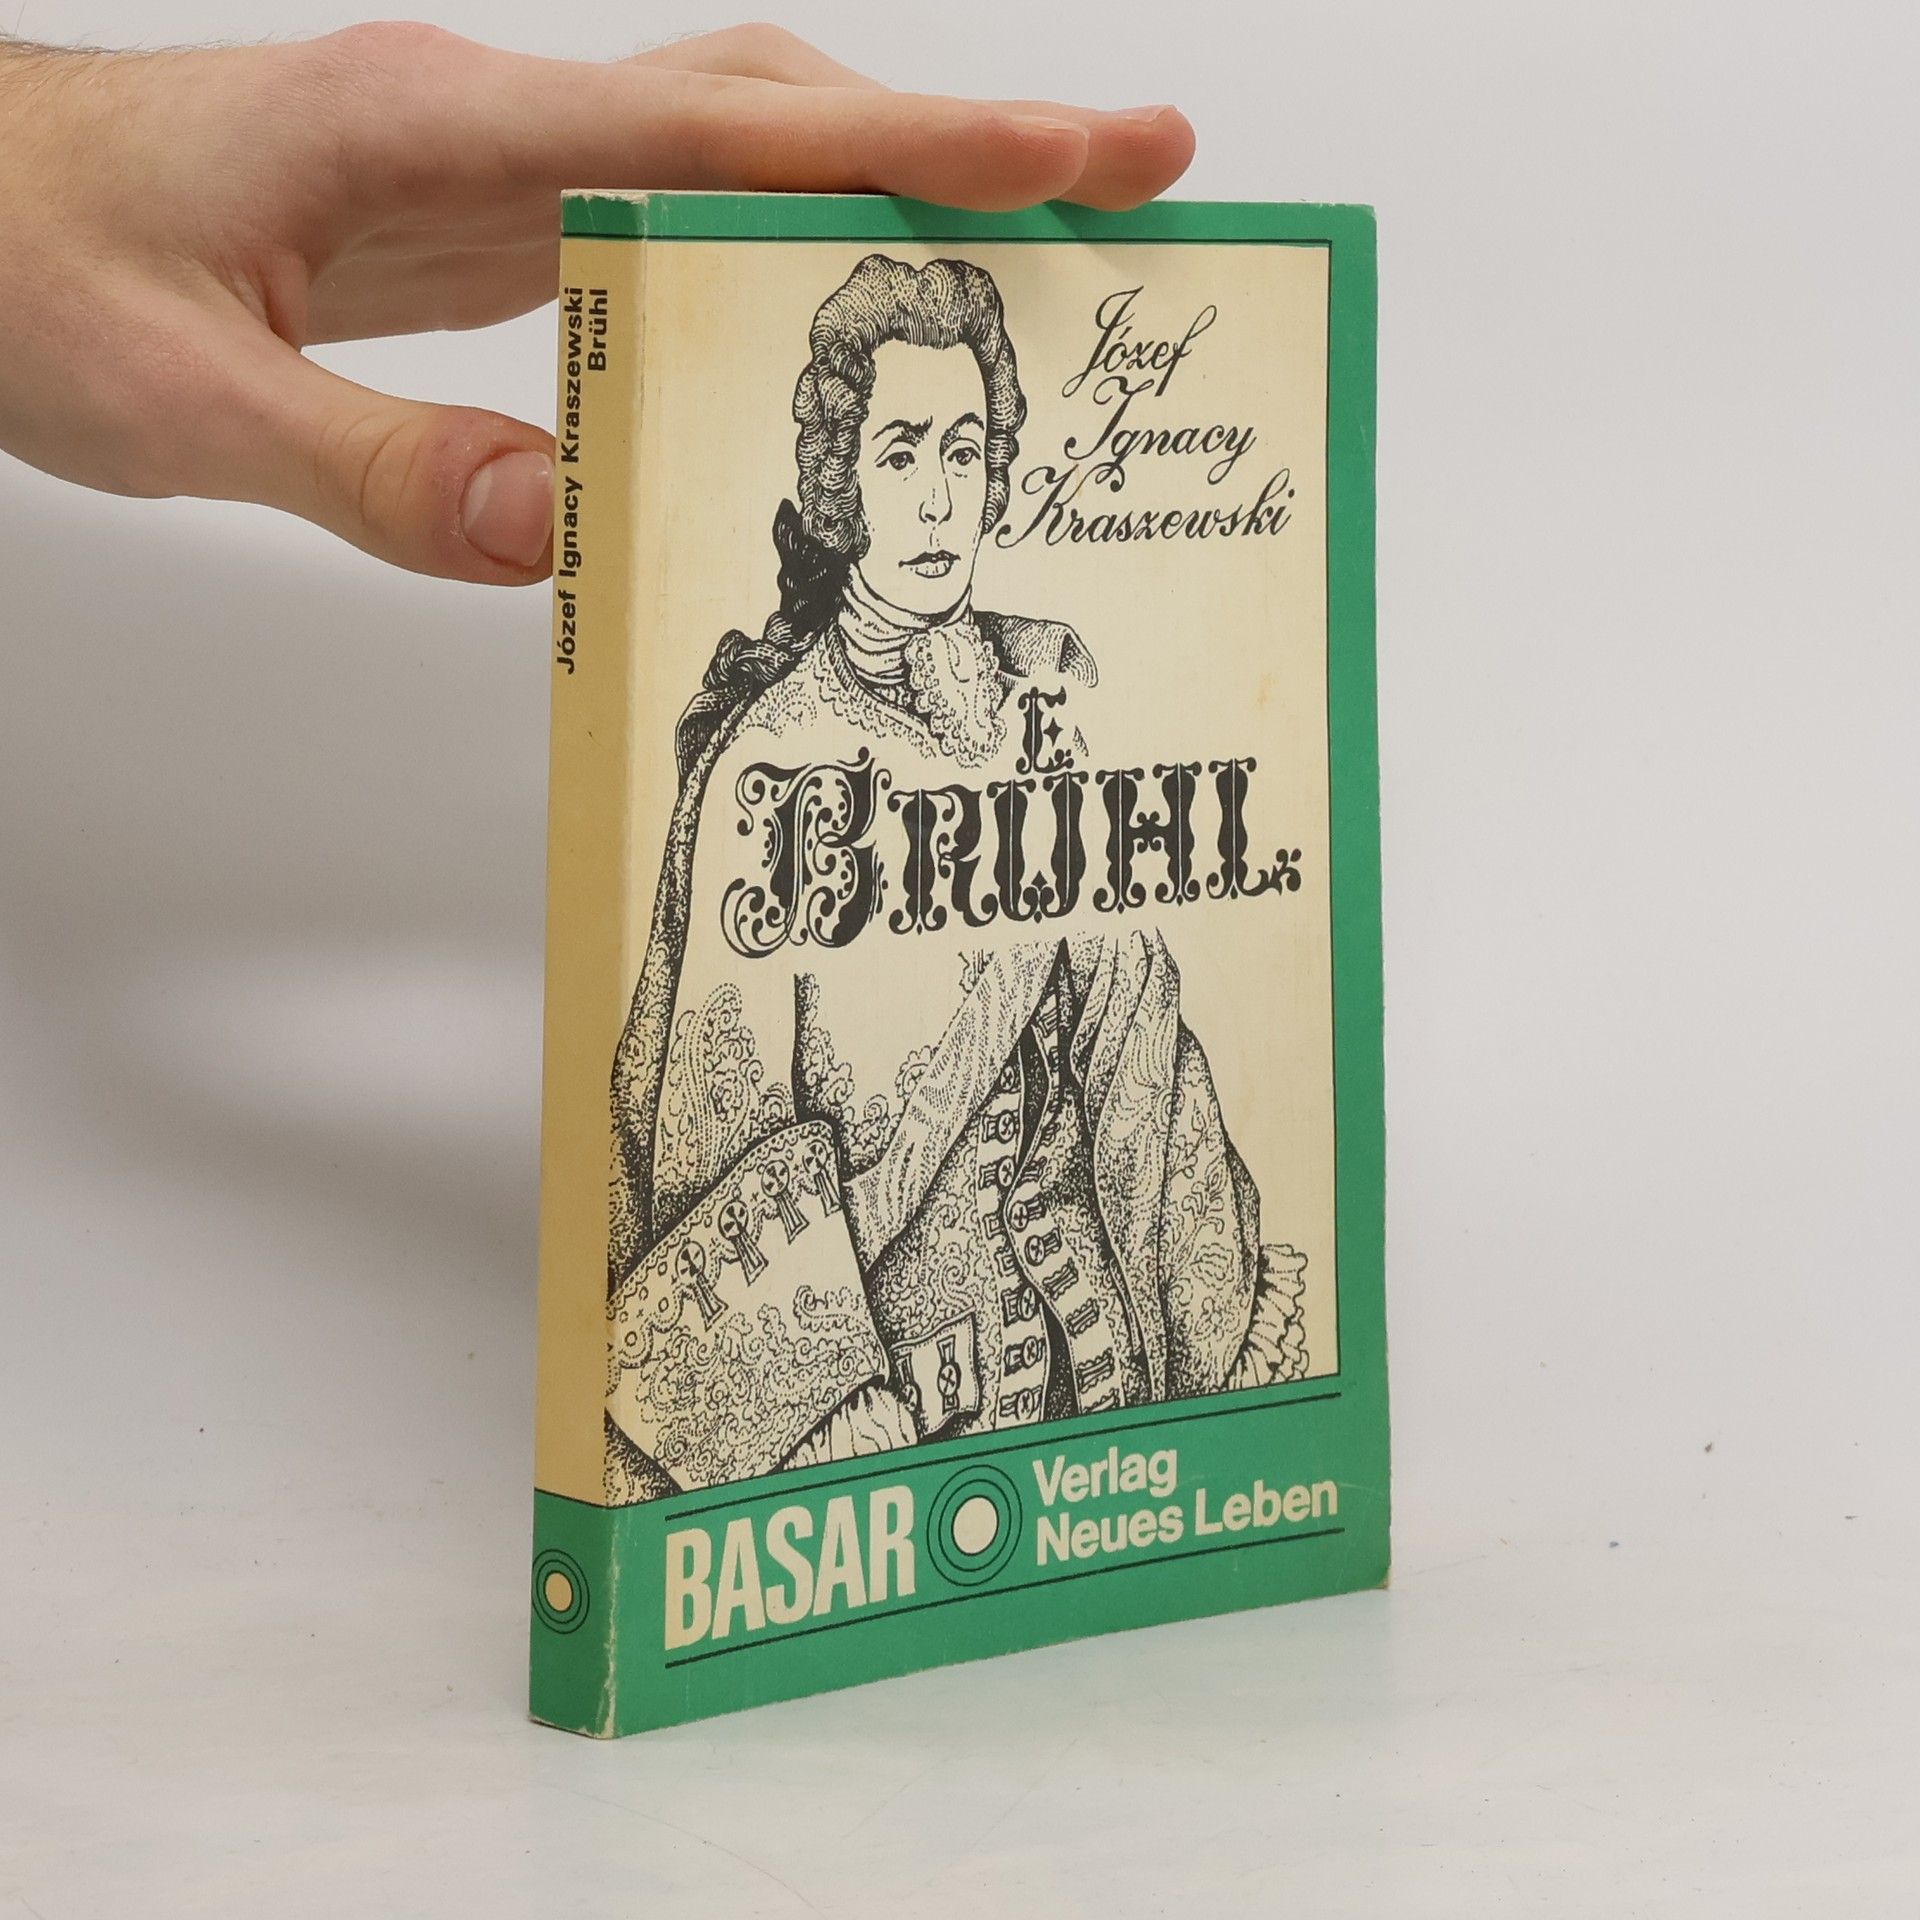 Józef Ignacy Kraszewski
Brühl
Józef
Ignacy
Kraszewski
BRÜHL
BASAR
Verlag
Neues Leben